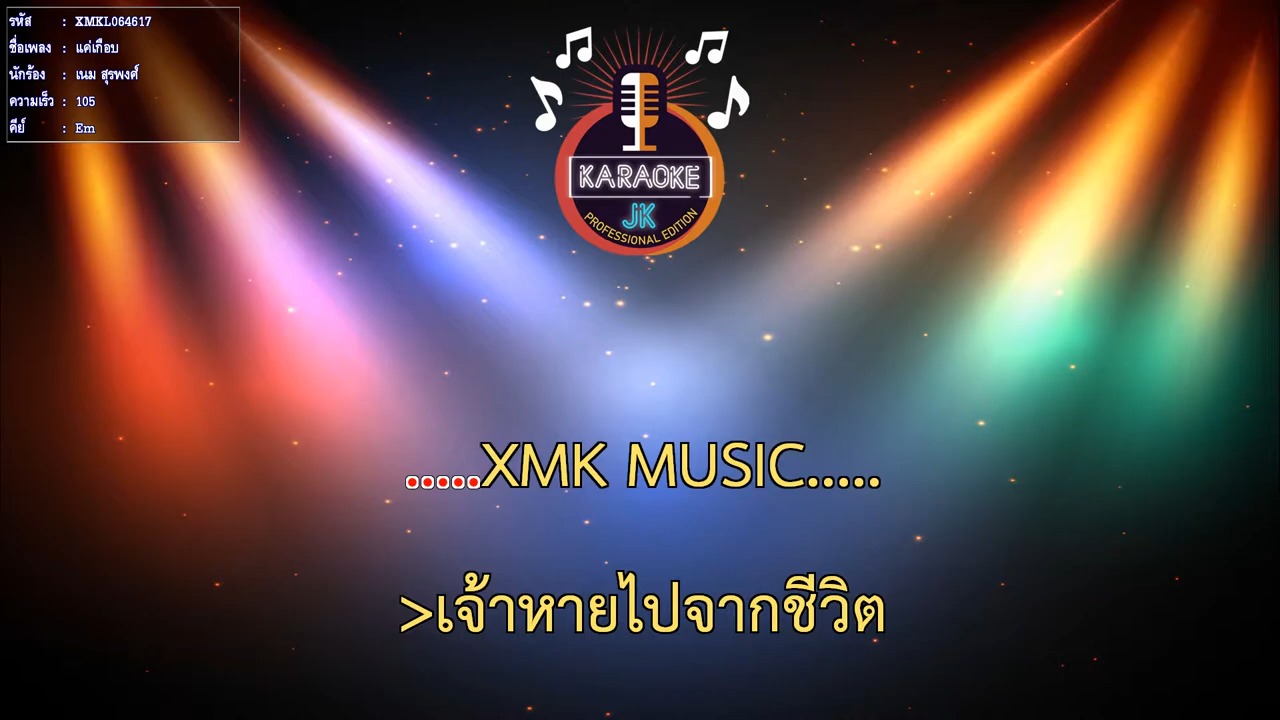 รหัส : XMKL064617
ชื่อเพลง : แค่เกือบ
นักร้อง : เนม สุรพงศ์
ความเร็ว : 105
คีย์ : Em
KARAOKE
JK
PROFESSIONAL EDITION
.....XMK MUSIC.....
>เจ้าหายไปจากชีวิต